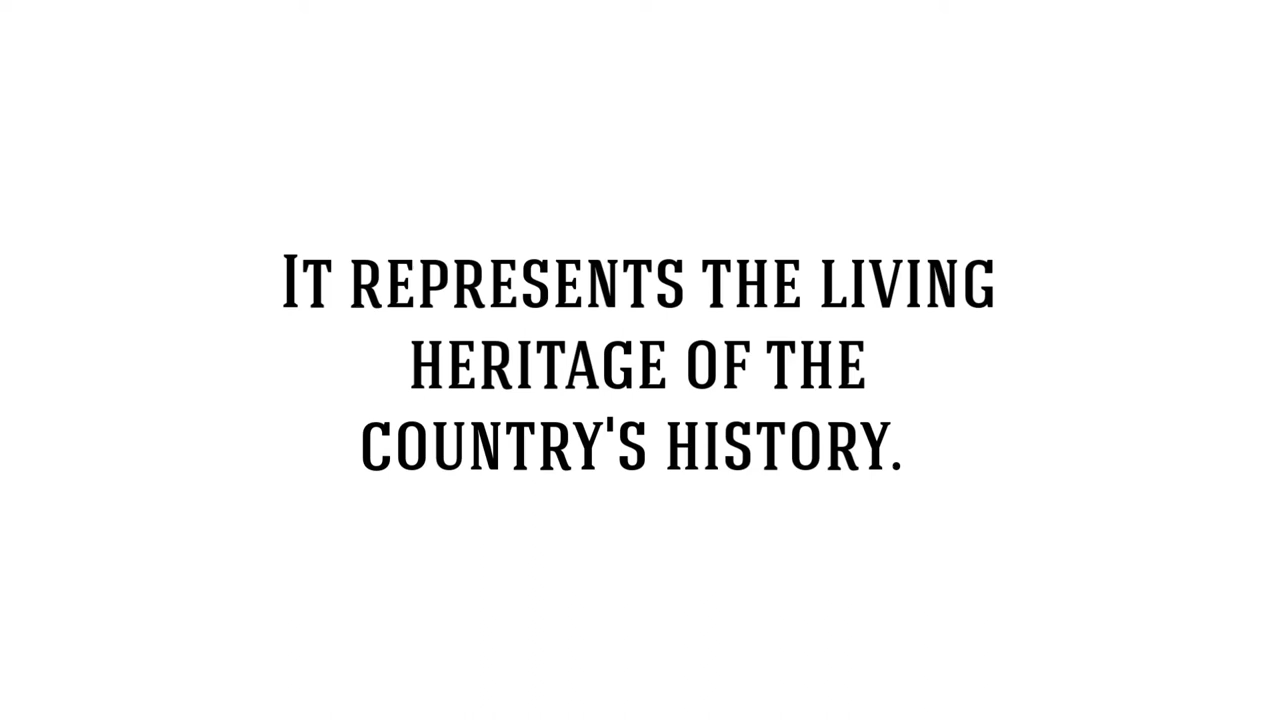 It represents the living
heritage of the
country's history.